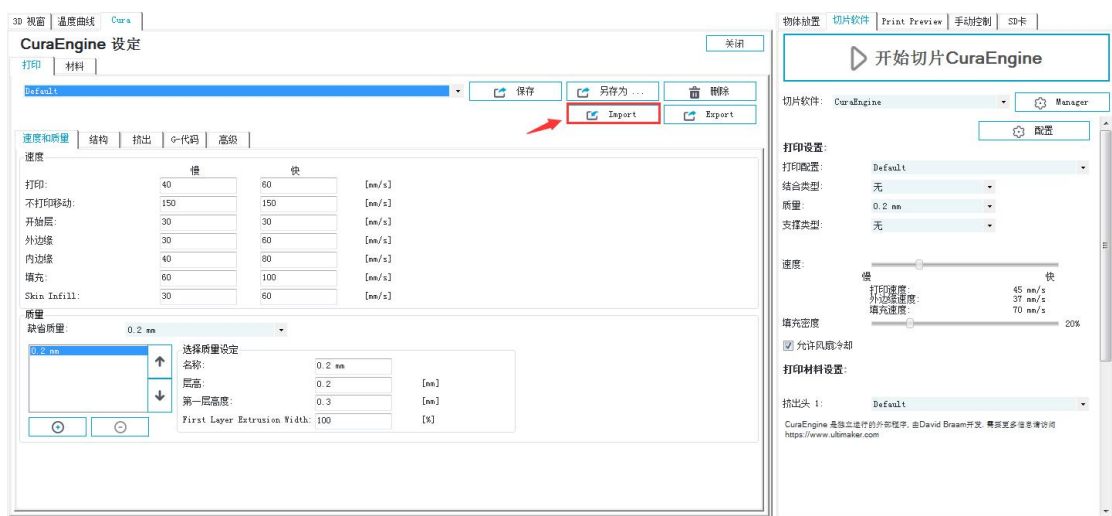 3D 视窗 温度曲线 Cura
CuraEngine 设定
关闭
打印 材料
Default
保存 另存为 ... 删除
Import Export
速度和质量 结构 挤出 G-代码 高级
速度
慢 快
打印: 40 60 [mm/s]
不打印移动: 150 150 [mm/s]
开始层: 30 30 [mm/s]
外边缘 30 60 [mm/s]
内边缘 40 80 [mm/s]
填充: 60 100 [mm/s]
Skin Infill: 30 60 [mm/s]
质量
缺省质量: 0.2 mm
0.2 mm
选择质量设定
名称: 0.2 mm
层高: 0.2 [mm]
第一层高度: 0.3 [mm]
First Layer Extrusion Width: 100 [%]
物体放置 切片软件 Print Preview 手动控制 SD卡
开始切片CuraEngine
切片软件: CuraEngine Manager
配置
打印设置:
打印配置: Default
结合类型: 无
质量: 0.2 mm
支撑类型: 无
速度:
慢 快
打印速度: 45 mm/s
外边缘速度: 37 mm/s
填充速度: 70 mm/s
填充密度 20%
允许风扇冷却
打印材料设置:
挤出头 1: Default
CuraEngine 是独立运行的外部程序, 由David Braam开发. 需要更多信息请访问
https://www.ultimaker.com